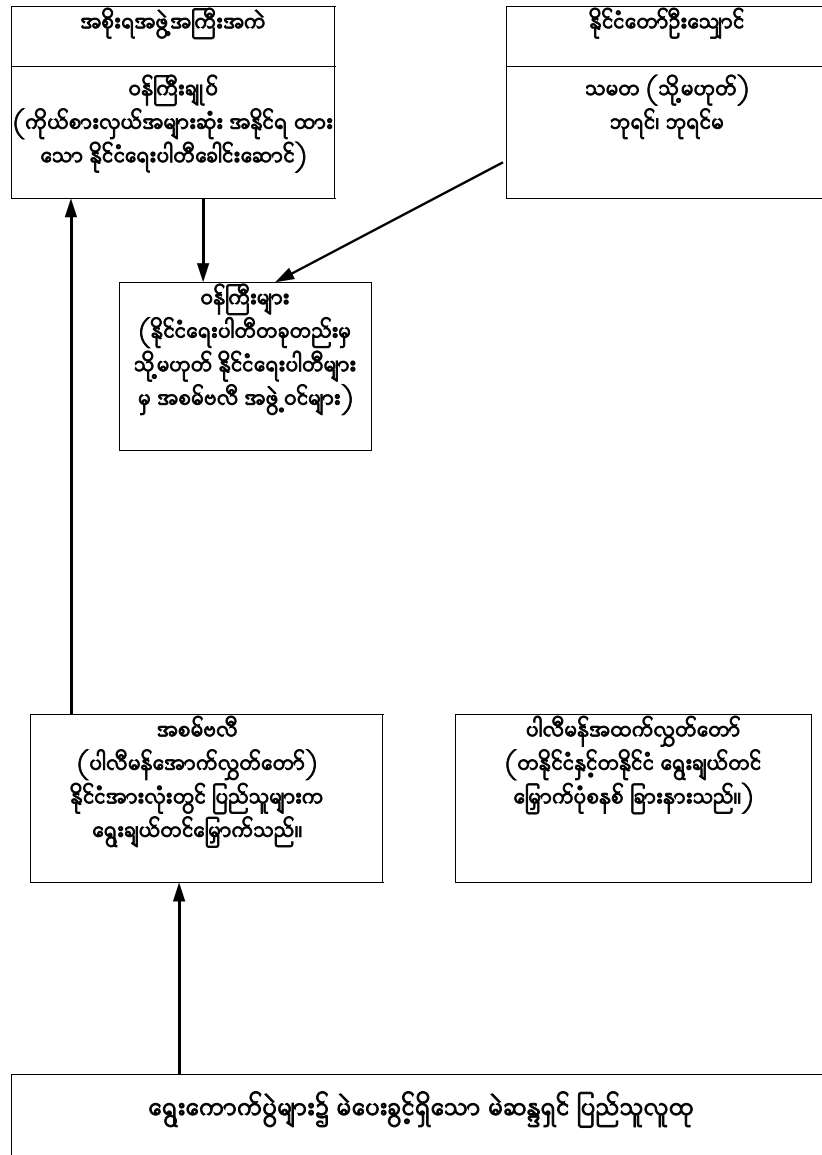 အစိုးရအဖွဲ့အကြီးအကဲ
ဝန်ကြီးချုပ်
(ကိုယ်စားလှယ်အများဆုံး အနိုင်ရ ထား
သော နိုင်ငံရေးပါတီခေါင်းဆောင်)
နိုင်ငံတော်ဦးသျှောင်
သမတ (သို့မဟုတ်)
ဘုရင်၊ ဘုရင်မ
ဝန်ကြီးများ
(နိုင်ငံရေးပါတီတခုတည်းမှ
သို့မဟုတ် နိုင်ငံရေးပါတီများ
မှ အစမ်ဗလီ အဖွဲ့ဝင်များ)
အစမ်ဗလီ
(ပါလီမန်အောက်လွှတ်တော်)
နိုင်ငံအားလုံးတွင် ပြည်သူများက
ရွေးချယ်တင်မြှောက်သည်။
ပါလီမန်အထက်လွှတ်တော်
(တနိုင်ငံနှင့်တနိုင်ငံ ရွေးချယ်တင်
မြှောက်ပုံစနစ် ခြားနားသည်။)
ရွေးကောက်ပွဲများ၌ မဲပေးခွင့်ရှိသော မဲဆန္ဒရှင် ပြည်သူလူထု